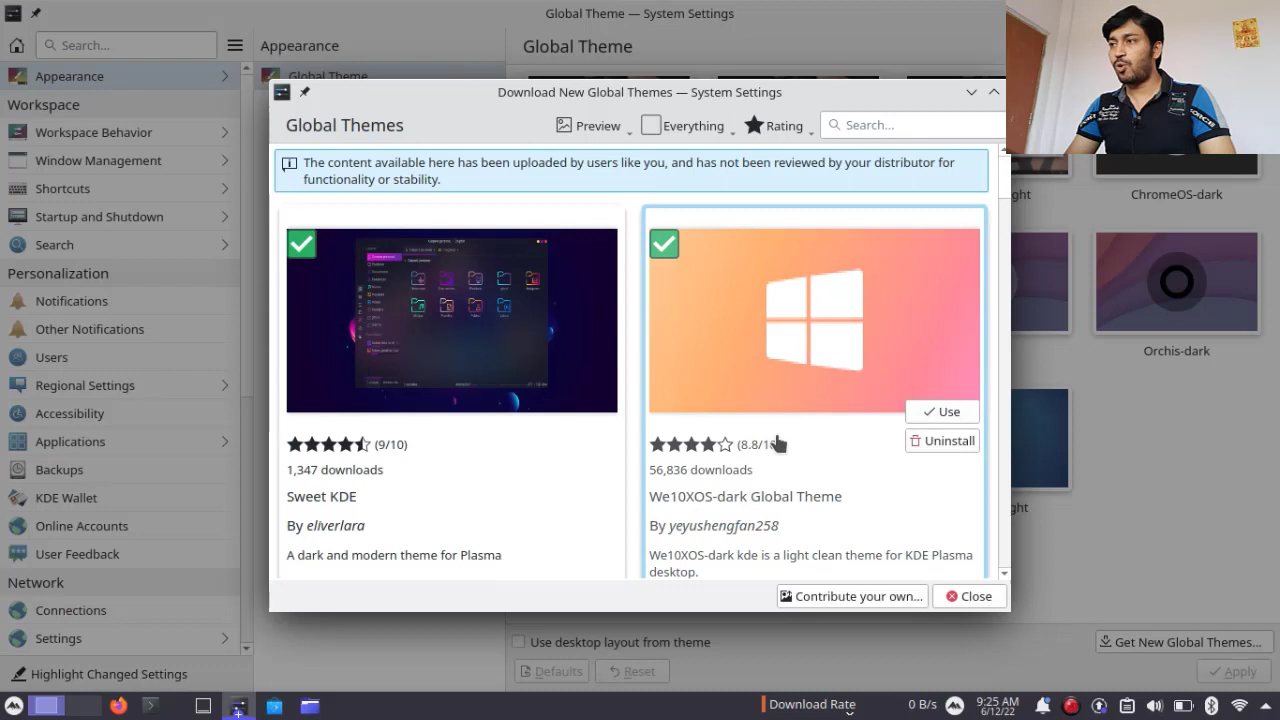 Global Theme — System Settings
Search...
Appearance
Global Theme
Appearance
Global Theme
Workspace
Workspace Behavior
Window Management
Shortcuts
Startup and Shutdown
Search
Personalization
Notifications
Other Notifications
Users
Regional Settings
Accessibility
Applications
Backups
KDE Wallet
Online Accounts
User Feedback
Network
Connections
Settings
Highlight Changed Settings
Download New Global Themes — System Settings
Global Themes
Preview
Everything
Rating
Search...
The content available here has been uploaded by users like you, and has not been reviewed by your distributor for
functionality or stability.
(9/10)
1,347 downloads
Sweet KDE
By eliverlara
A dark and modern theme for Plasma
Use
Uninstall
(8.8/1
56,836 downloads
We10XOS-dark Global Theme
By yeyushengfan258
We10XOS-dark kde is a light clean theme for KDE Plasma
desktop.
Contribute your own...
Close
ght
ChromeOS-dark
Orchis-dark
ght
Use desktop layout from theme
Get New Global Themes...
Defaults
Reset
Apply
Download Rate
0 B/s
9:25 AM
6/12/22